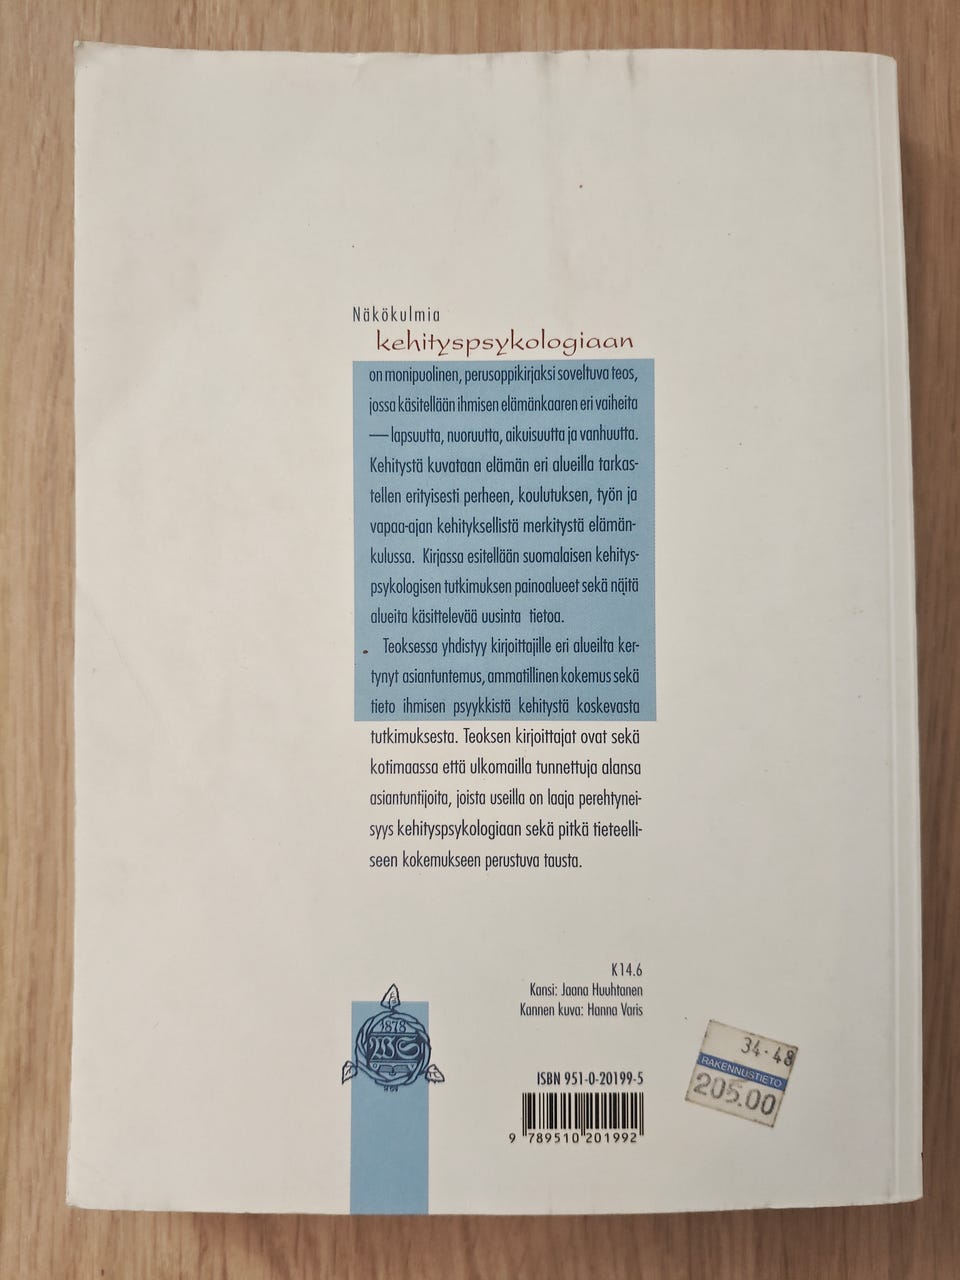 Näkökulmia
kehityspsykologiaan
on monipuolinen, perusoppikirjaksi soveltuva teos,
jossa käsitellään ihmisen elämänkaaren eri vaiheita
— lapsuutta, nuoruutta, aikuisuutta ja vanhuutta.
Kehitystä kuvataan elämän eri alueilla tarkas-
tellen erityisesti perheen, koulutuksen, työn ja
vapaa-ajan kehityksellistä merkitystä elämän-
kulussa. Kirjassa esitellään suomalaisen kehitys-
psykologisen tutkimuksen painoalueet sekä näitä
alueita käsittelevää uusinta tietoa.
Teoksessa yhdistyy kirjoittajille eri alueilta ker-
tynyt asiantuntemus, ammatillinen kokemus sekä
tieto ihmisen psyykkistä kehitystä koskevasta
tutkimuksesta. Teoksen kirjoittajat ovat sekä
kotimaassa että ulkomailla tunnettuja alansa
asiantuntijoita, joista useilla on laaja perehtynei-
syys kehityspsykologiaan sekä pitkä tieteelli-
seen kokemukseen perustuva tausta.
K14.6
Kansi: Jaana Huuhtanen
Kannen kuva: Hanna Varis
1878
WS
ISBN 951-0-20199-5
9 789510 201992
34.48
RAKENNUSTIETO
205.00